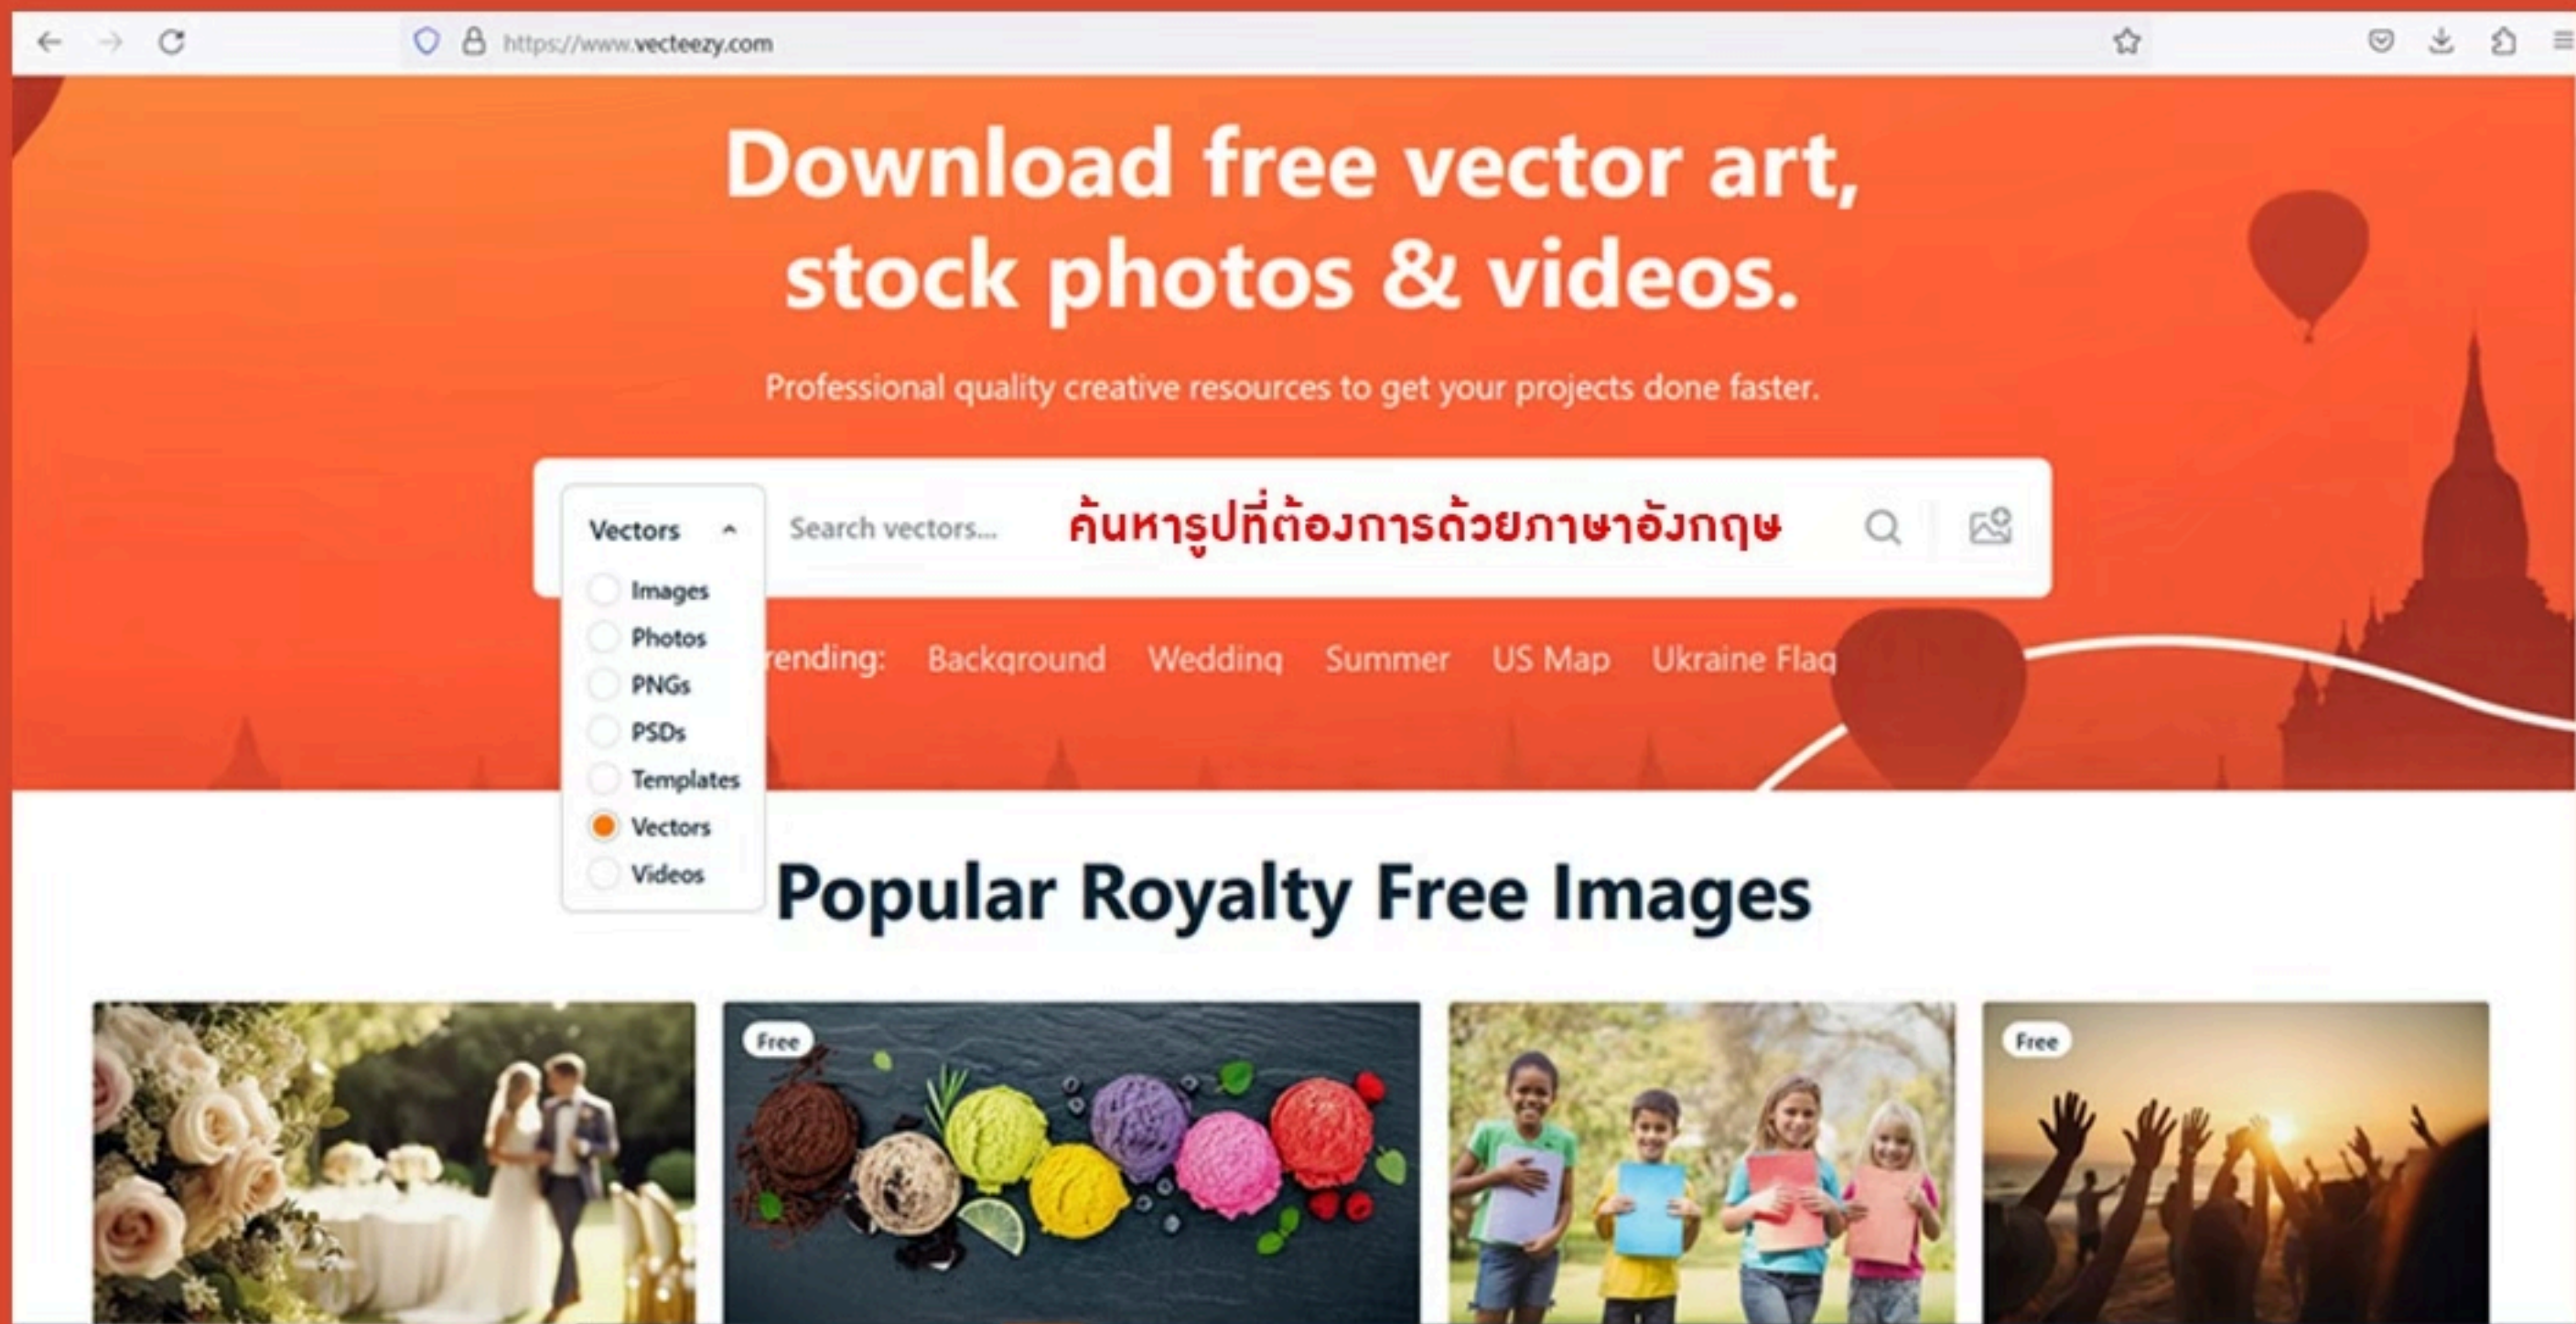 https://www.vecteezy.com
Download free vector art,
stock photos & videos.
Professional quality creative resources to get your projects done faster.
Vectors
Search vectors...
ค้นหารูปที่ต้องการด้วยภาษาอังกฤษ
Images
Photos
PNGs
PSDs
Templates
Vectors
Videos
rending: Background Wedding Summer US Map Ukraine Flag
Popular Royalty Free Images
Free
Free